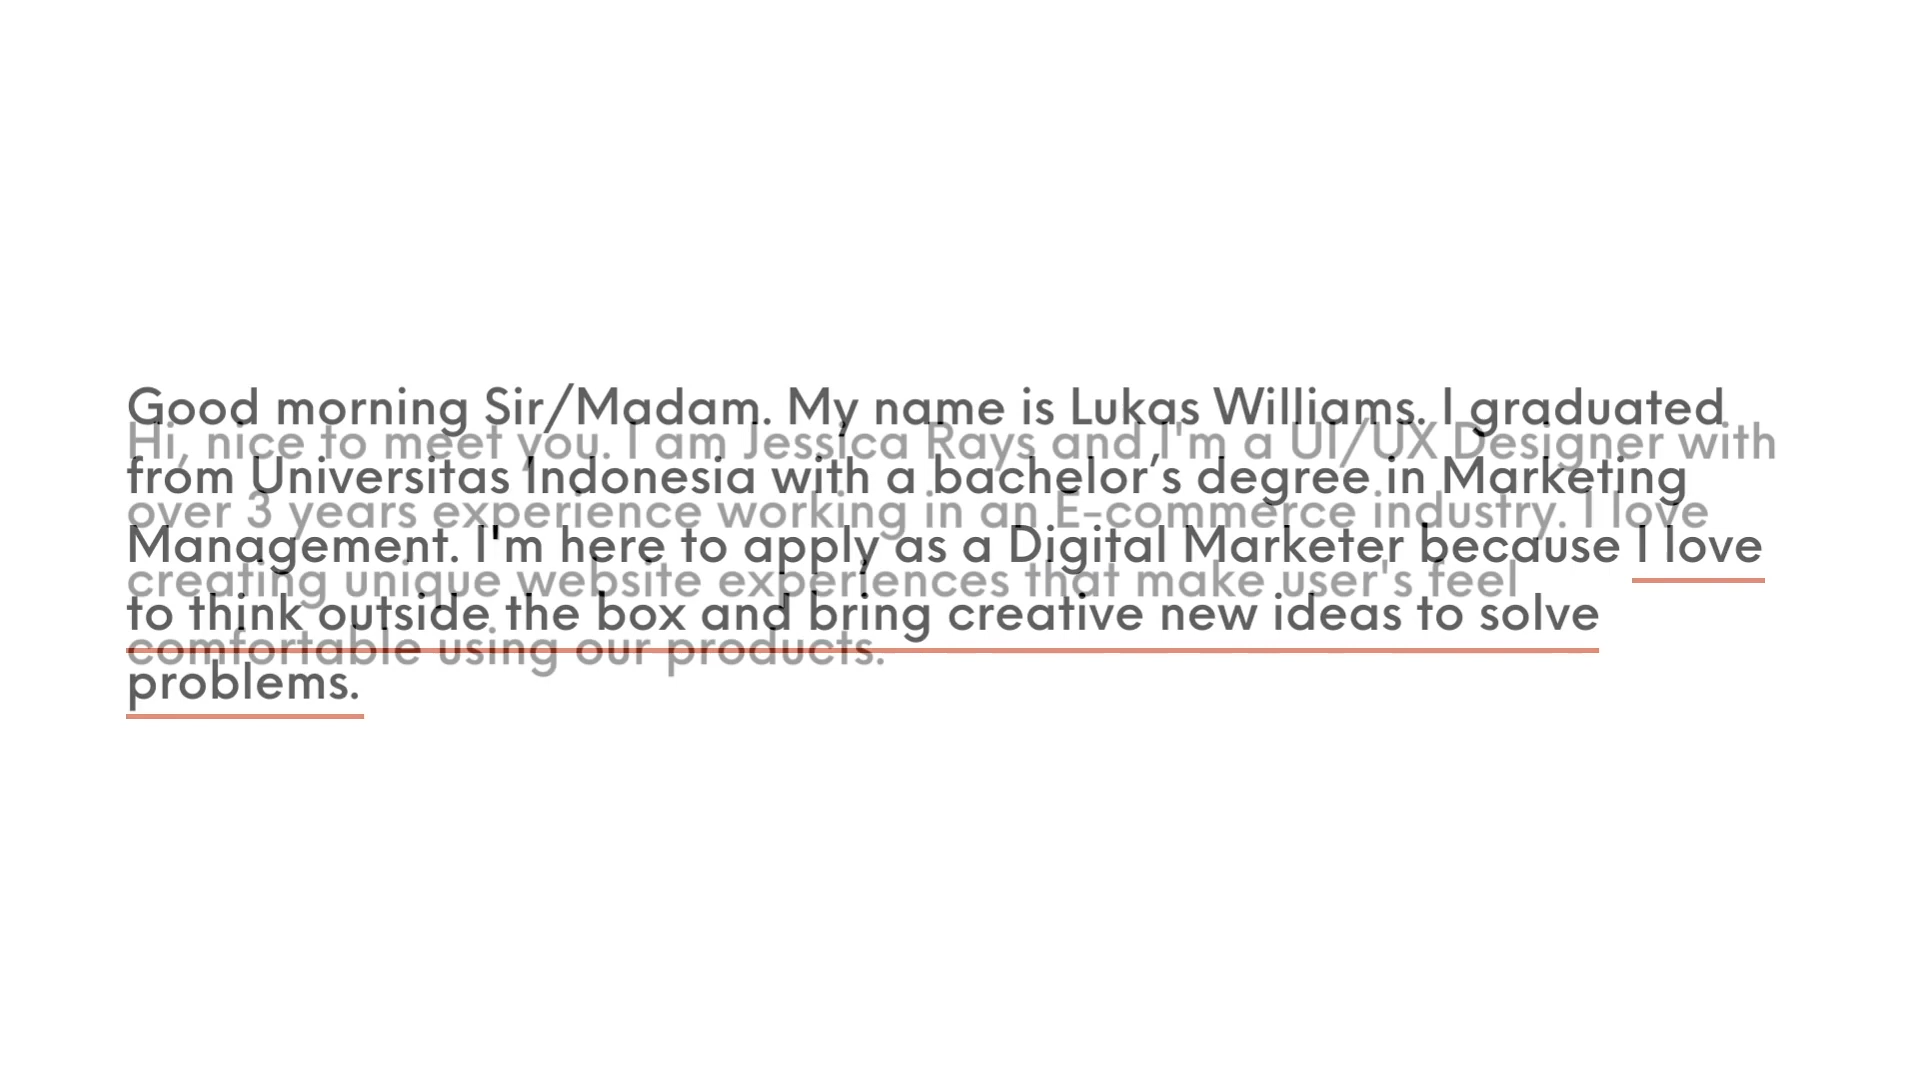 Good morning Sir/Madam. My name is Lukas Williams. I graduated
from Universitas Indonesia with a bachelor’s degree in Marketing
Management. I'm here to apply as a Digital Marketer because I love
to think outside the box and bring creative new ideas to solve
problems.
Hi, nice to meet you. I am Jessica Rays and I'm a UI/UX Designer with
over 3 years experience working in an E-commerce industry. I love
creating unique website experiences that make user's feel
comfortable using our products.